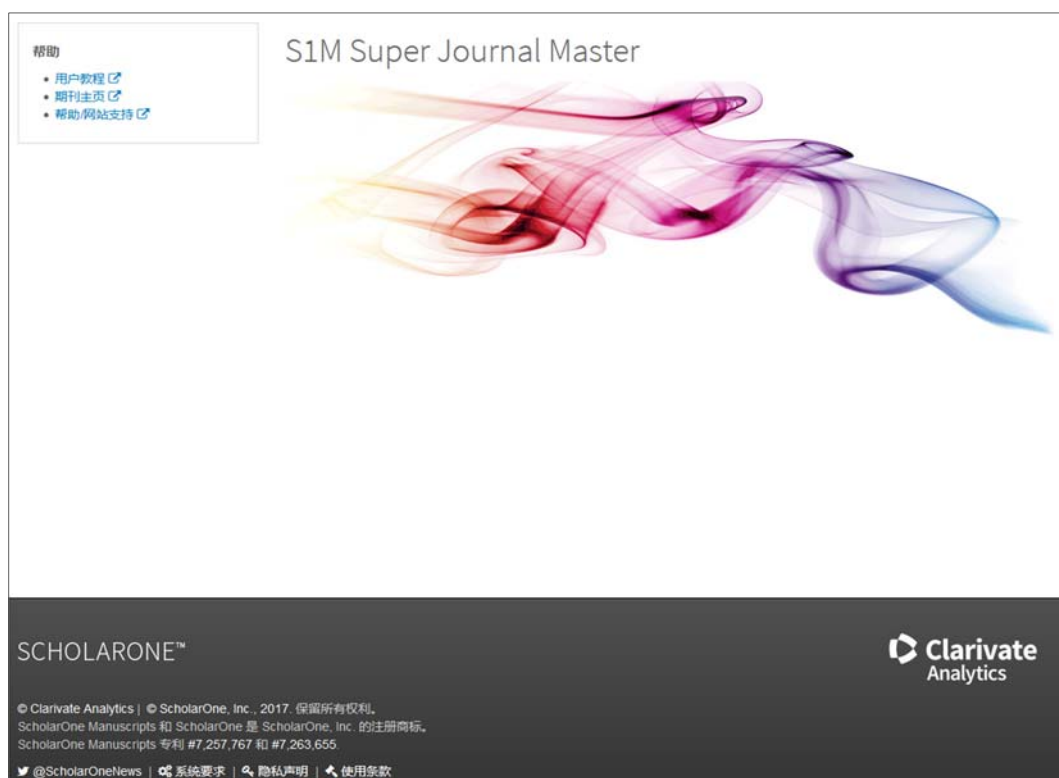 帮助
用户教程
期刊主页
帮助/网站支持
S1M Super Journal Master
SCHOLARONE™
Clarivate
Analytics
© Clarivate Analytics | © ScholarOne, Inc., 2017. 保留所有权利。
ScholarOne Manuscripts 和 ScholarOne 是 ScholarOne, Inc. 的注册商标。
ScholarOne Manuscripts 专利 #7,257,767 和 #7,263,655.
@ScholarOneNews | 系统要求 | 隐私声明 | 使用条款